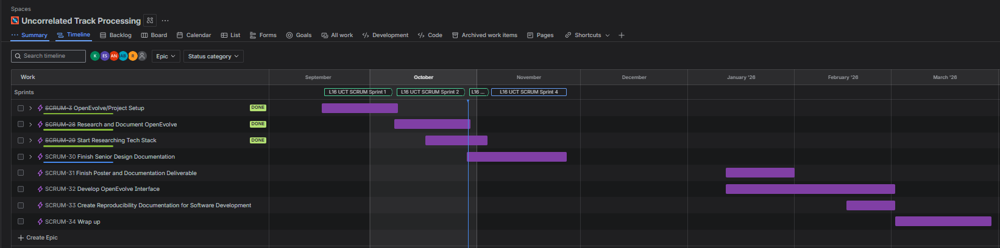 Spaces
Uncorrelated Track Processing
Summary Timeline Backlog Board Calendar List Forms Goals All work Development Code Archived work items Pages Shortcuts
Search timeline K ES AN AB R Epic Status category
Work September October November December January '26 February '26 March '26
Sprints L16 UCT SCRUM Sprint 1 L16 UCT SCRUM Sprint 2 L16 ... L16 UCT SCRUM Sprint 4
SCRUM-3 OpenEvolve/Project Setup DONE
SCRUM-28 Research and Document OpenEvolve DONE
SCRUM-29 Start Researching Tech Stack DONE
SCRUM-30 Finish Senior Design Documentation
SCRUM-31 Finish Poster and Documentation Deliverable
SCRUM-32 Develop OpenEvolve Interface
SCRUM-33 Create Reproducibility Documentation for Software Development
SCRUM-34 Wrap up
Create Epic